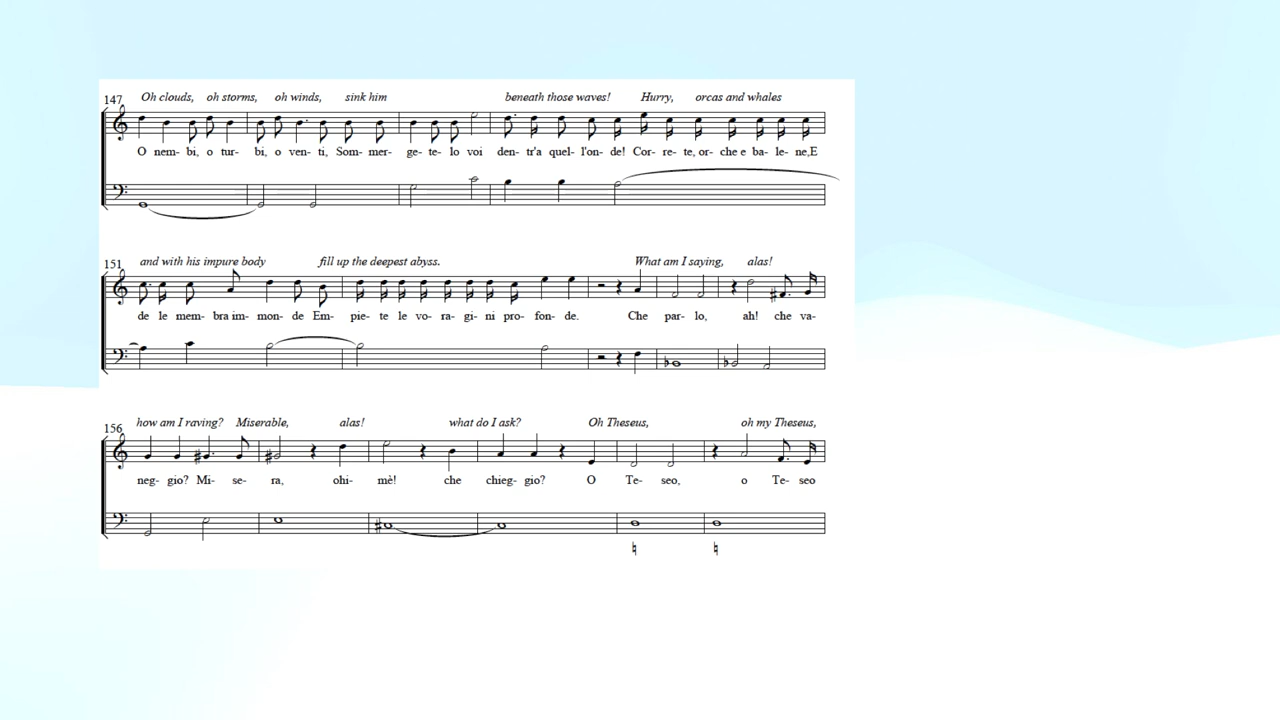 147 Oh clouds, oh storms, oh winds, sink him beneath those waves! Hurry, orcas and whales
O nem- bi, o tur- bi, o ven- ti, Som- mer- ge- te- lo voi den- tr'a quel- l'on- de! Cor- re- te, or- che e ba- le- ne,E
151 and with his impure body fill up the deepest abyss. What am I saying, alas!
de le mem- bra im- mon- de Em- pie- te le vo- ra- gi- ni pro- fon- de. Che par- lo, ah! che va-
156 how am I raving? Miserable, alas! what do I ask? Oh Theseus, oh my Theseus,
neg- gio? Mi- se- ra, ohi- mè! che chieg- gio? O Te- seo, o Te- seo